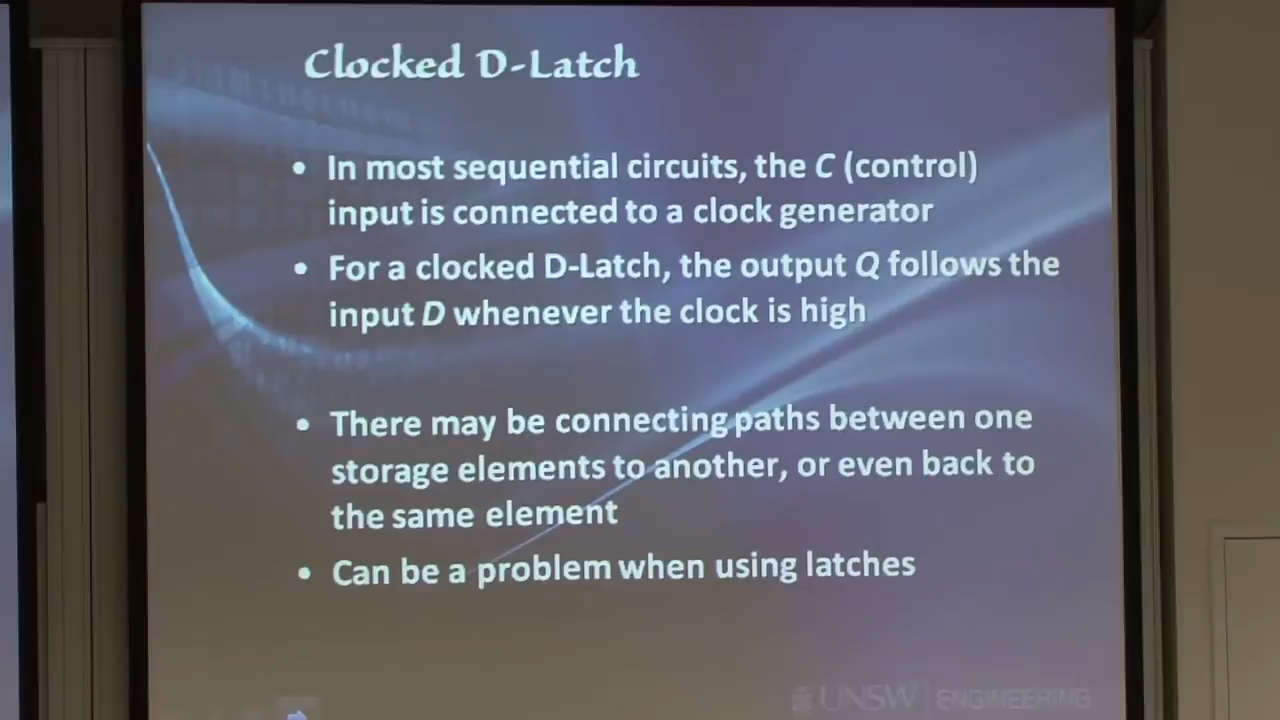 Clocked D-Latch
• In most sequential circuits, the C (control)
input is connected to a clock generator
• For a clocked D-Latch, the output Q follows the
input D whenever the clock is high
• There may be connecting paths between one
storage elements to another, or even back to
the same element
• Can be a problem when using latches
UNSW | ENGINEERING